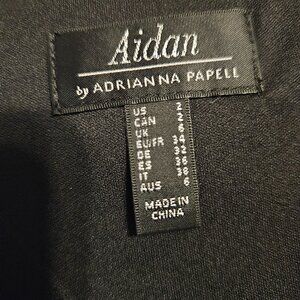 Aidan
by ADRIANNA PAPELL
US 2
CAN 2
UK 6
EU/FR 34
DE 32
ES 36
IT 38
AUS 6
MADE IN
CHINA